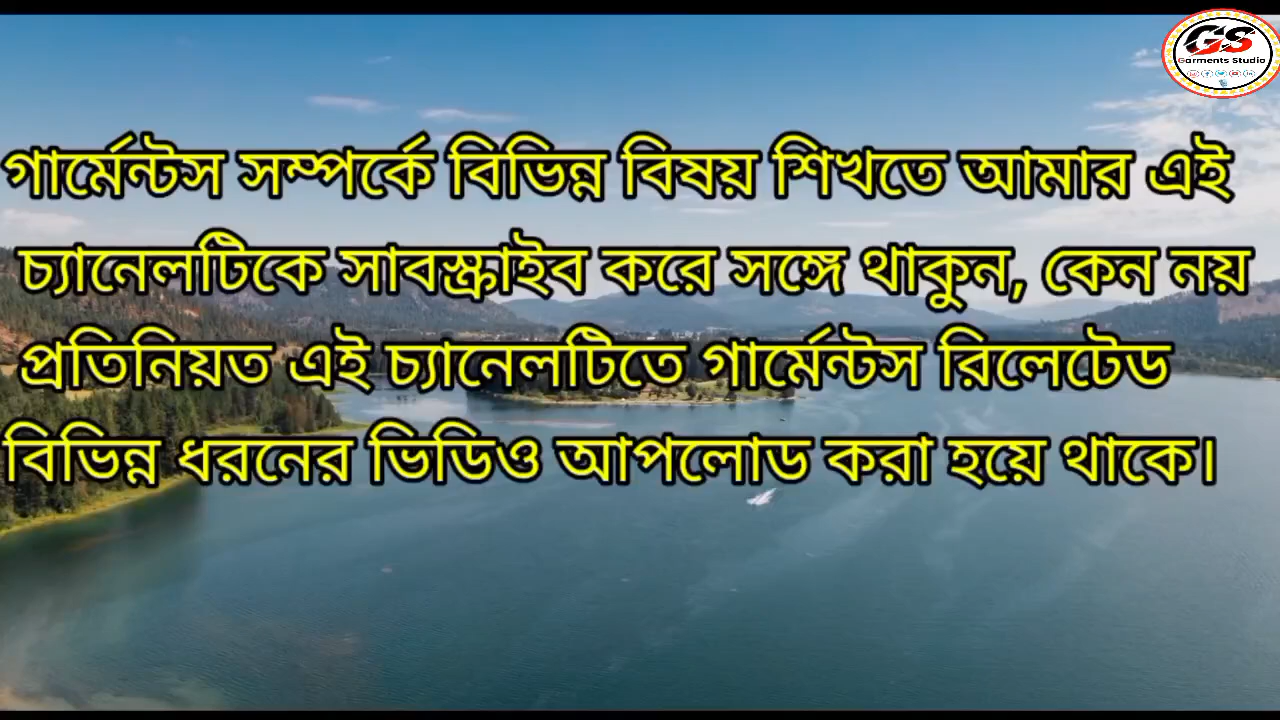 GS
Garments Studio
গার্মেন্টস সম্পর্কে বিভিন্ন বিষয় শিখতে আমার এই
চ্যানেলটিকে সাবস্ক্রাইব করে সঙ্গে থাকুন, কেন নয়
প্রতিনিয়ত এই চ্যানেলটিতে গার্মেন্টস রিলেটেড
বিভিন্ন ধরনের ভিডিও আপলোড করা হয়ে থাকে।